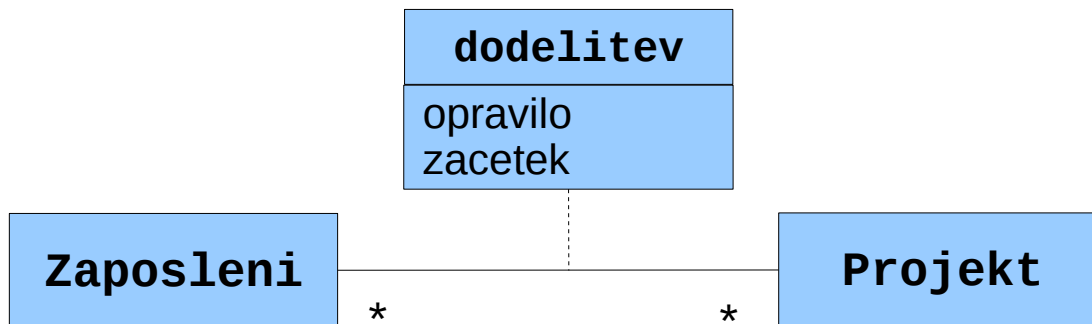 dodelitev
opravilo
zacetek
Zaposleni
Projekt
*
*